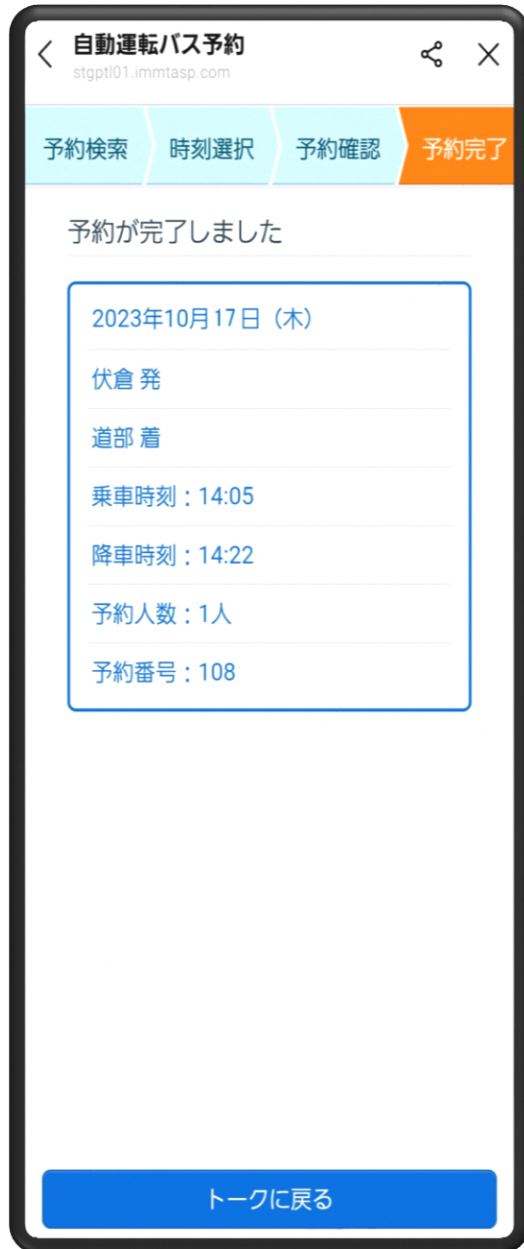 自動運転バス予約
stgptl01.immtasp.com
予約検索 時刻選択 予約確認 予約完了
予約が完了しました
2023年10月17日（木）
伏倉 発
道部 着
乗車時刻：14:05
降車時刻：14:22
予約人数：1人
予約番号：108
トークに戻る